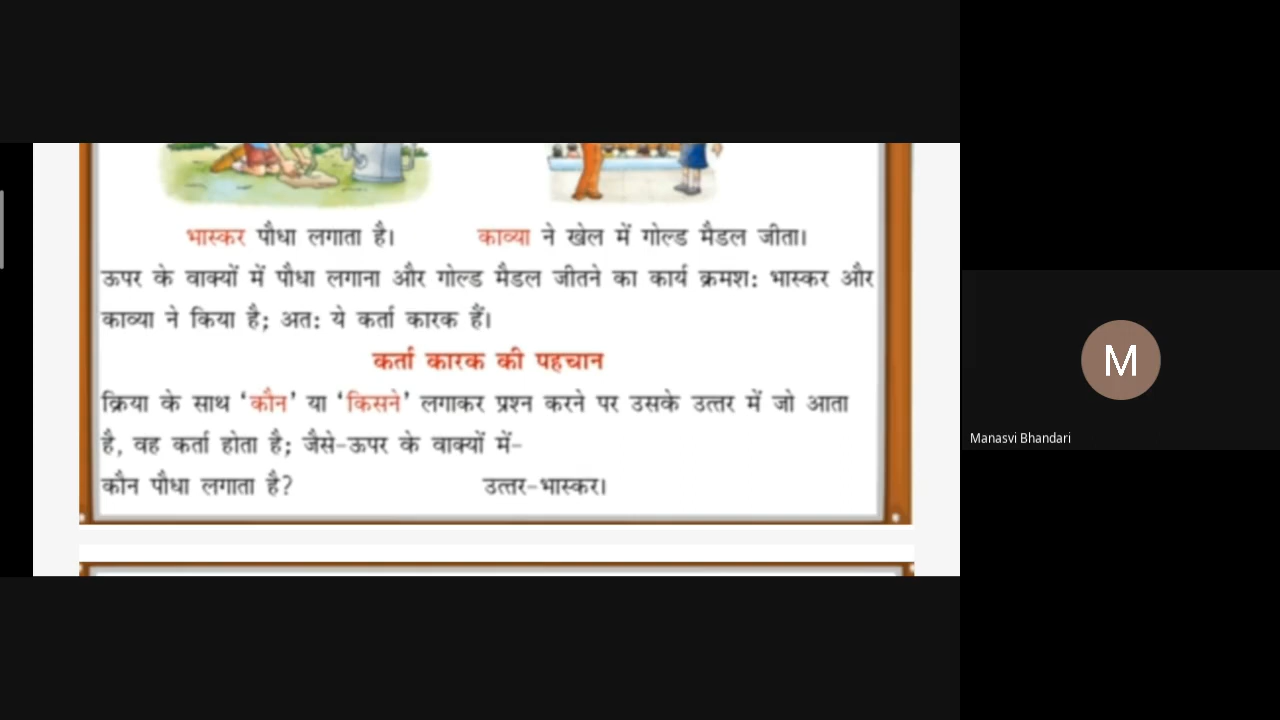 भास्कर पौधा लगाता है। काव्या ने खेल में गोल्ड मैडल जीता।
ऊपर के वाक्यों में पौधा लगाना और गोल्ड मैडल जीतने का कार्य क्रमश: भास्कर और
काव्या ने किया है; अत: ये कर्ता कारक हैं।
कर्ता कारक की पहचान
क्रिया के साथ ‘कौन’ या ‘किसने’ लगाकर प्रश्न करने पर उसके उत्तर में जो आता
है, वह कर्ता होता है; जैसे-ऊपर के वाक्यों में-
कौन पौधा लगाता है? उत्तर-भास्कर।
M
Manasvi Bhandari